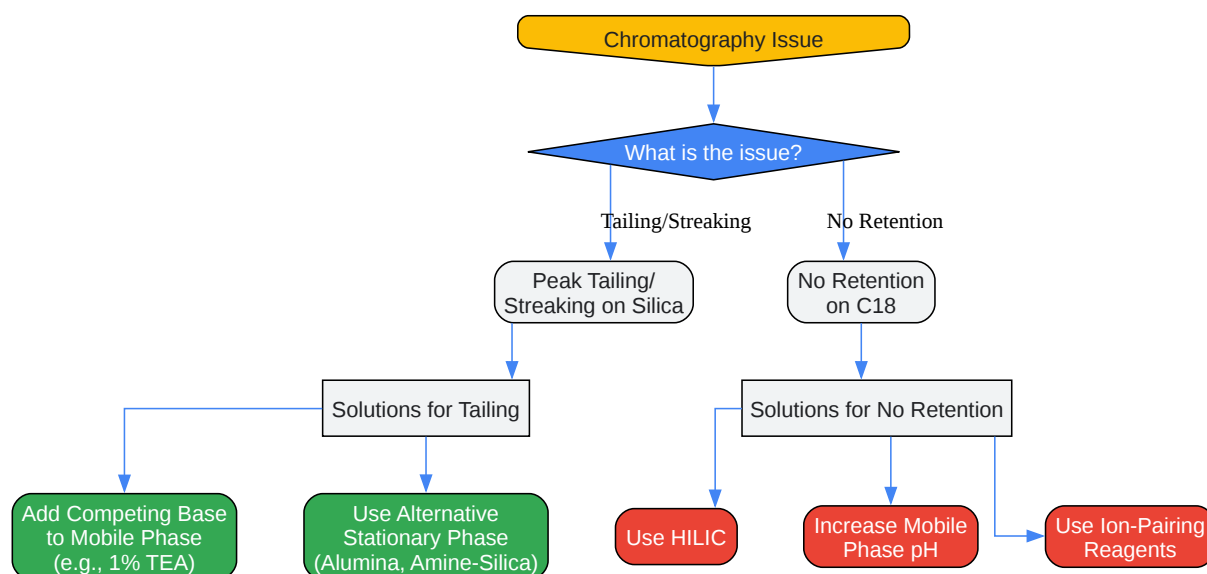 Chromatography Issue
What is the issue?
Tailing/Streaking
No Retention
Peak Tailing/
Streaking on Silica
No Retention
on C18
Solutions for Tailing
Solutions for No Retention
Add Competing Base
to Mobile Phase
(e.g., 1% TEA)
Use Alternative
Stationary Phase
(Alumina, Amine-Silica)
Use HILIC
Increase Mobile
Phase pH
Use Ion-Pairing
Reagents